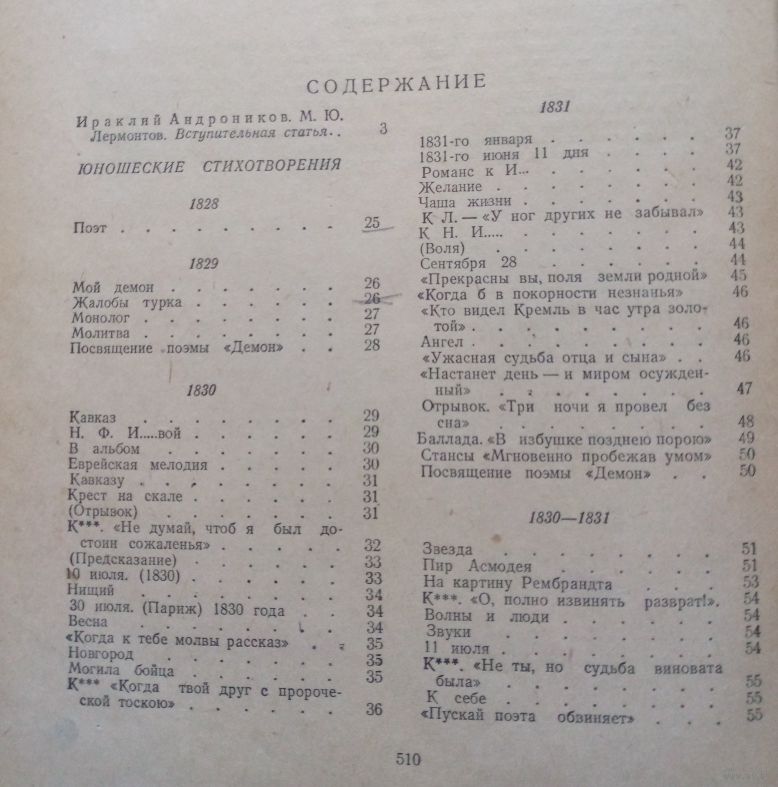 СОДЕРЖАНИЕ
Ираклий Андроников. М. Ю.
Лермонтов. Вступительная статья . . 3
ЮНОШЕСКИЕ СТИХОТВОРЕНИЯ
1828
Поэт . . . . . . . . . 25
1829
Мой демон . . . . . . . 26
Жалобы турка . . . . . . 26
Монолог . . . . . . . . 27
Молитва . . . . . . . . 27
Посвящение поэмы «Демон» . . 28
1830
Кавказ . . . . . . . . 29
Н. Ф. И.....вой . . . . . . 29
В альбом . . . . . . . 30
Еврейская мелодия . . . . . 30
Кавказу . . . . . . . . 31
Крест на скале . . . . . . 31
(Отрывок) . . . . . . . 31
К***. «Не думай, чтоб я был до-
стоин сожаленья» . . . . . 32
(Предсказание) . . . . . . 33
10 июля. (1830) . . . . . . 33
Нищий . . . . . . . . 34
30 июля. (Париж) 1830 года . . 34
Весна . . . . . . . . 34
«Когда к тебе молвы рассказ» . . 35
Новгород . . . . . . . 35
Могила бойца . . . . . . 35
К*** «Когда твой друг с пророче-
ской тоскою» . . . . . . 36
1831
1831-го января . . . . . . 37
1831-го июня 11 дня . . . . 37
Романс к И... . . . . . . 42
Желание . . . . . . . . 42
Чаша жизни . . . . . . . 43
К Л. — «У ног других не забывал» 43
К Н. И..... . . . . . . . 43
(Воля) . . . . . . . . 44
Сентября 28 . . . . . . 44
«Прекрасны вы, поля земли родной» 45
«Когда б в покорности незнанья» 46
«Кто видел Кремль в час утра золо-
той» . . . . . . . . 46
Ангел . . . . . . . . . 46
«Ужасная судьба отца и сына» . . 46
«Настанет день — и миром осужден-
ный» . . . . . . . . 47
Отрывок. «Три ночи я провел без
сна» . . . . . . . . 48
Баллада. «В избушке позднею порою» 49
Стансы «Мгновенно пробежав умом» 50
Посвящение поэмы «Демон» . . 50
1830—1831
Звезда . . . . . . . . 51
Пир Асмодея . . . . . . 51
На картину Рембрандта . . . . 53
К***. «О, полно извинять разврат!». 54
Волны и люди . . . . . . 54
Звуки . . . . . . . . 54
11 июля . . . . . . . . 54
К***. «Не ты, но судьба виновата
была» . . . . . . . . 55
К себе . . . . . . . . 55
«Пускай поэта обвиняет» . . . 55
510